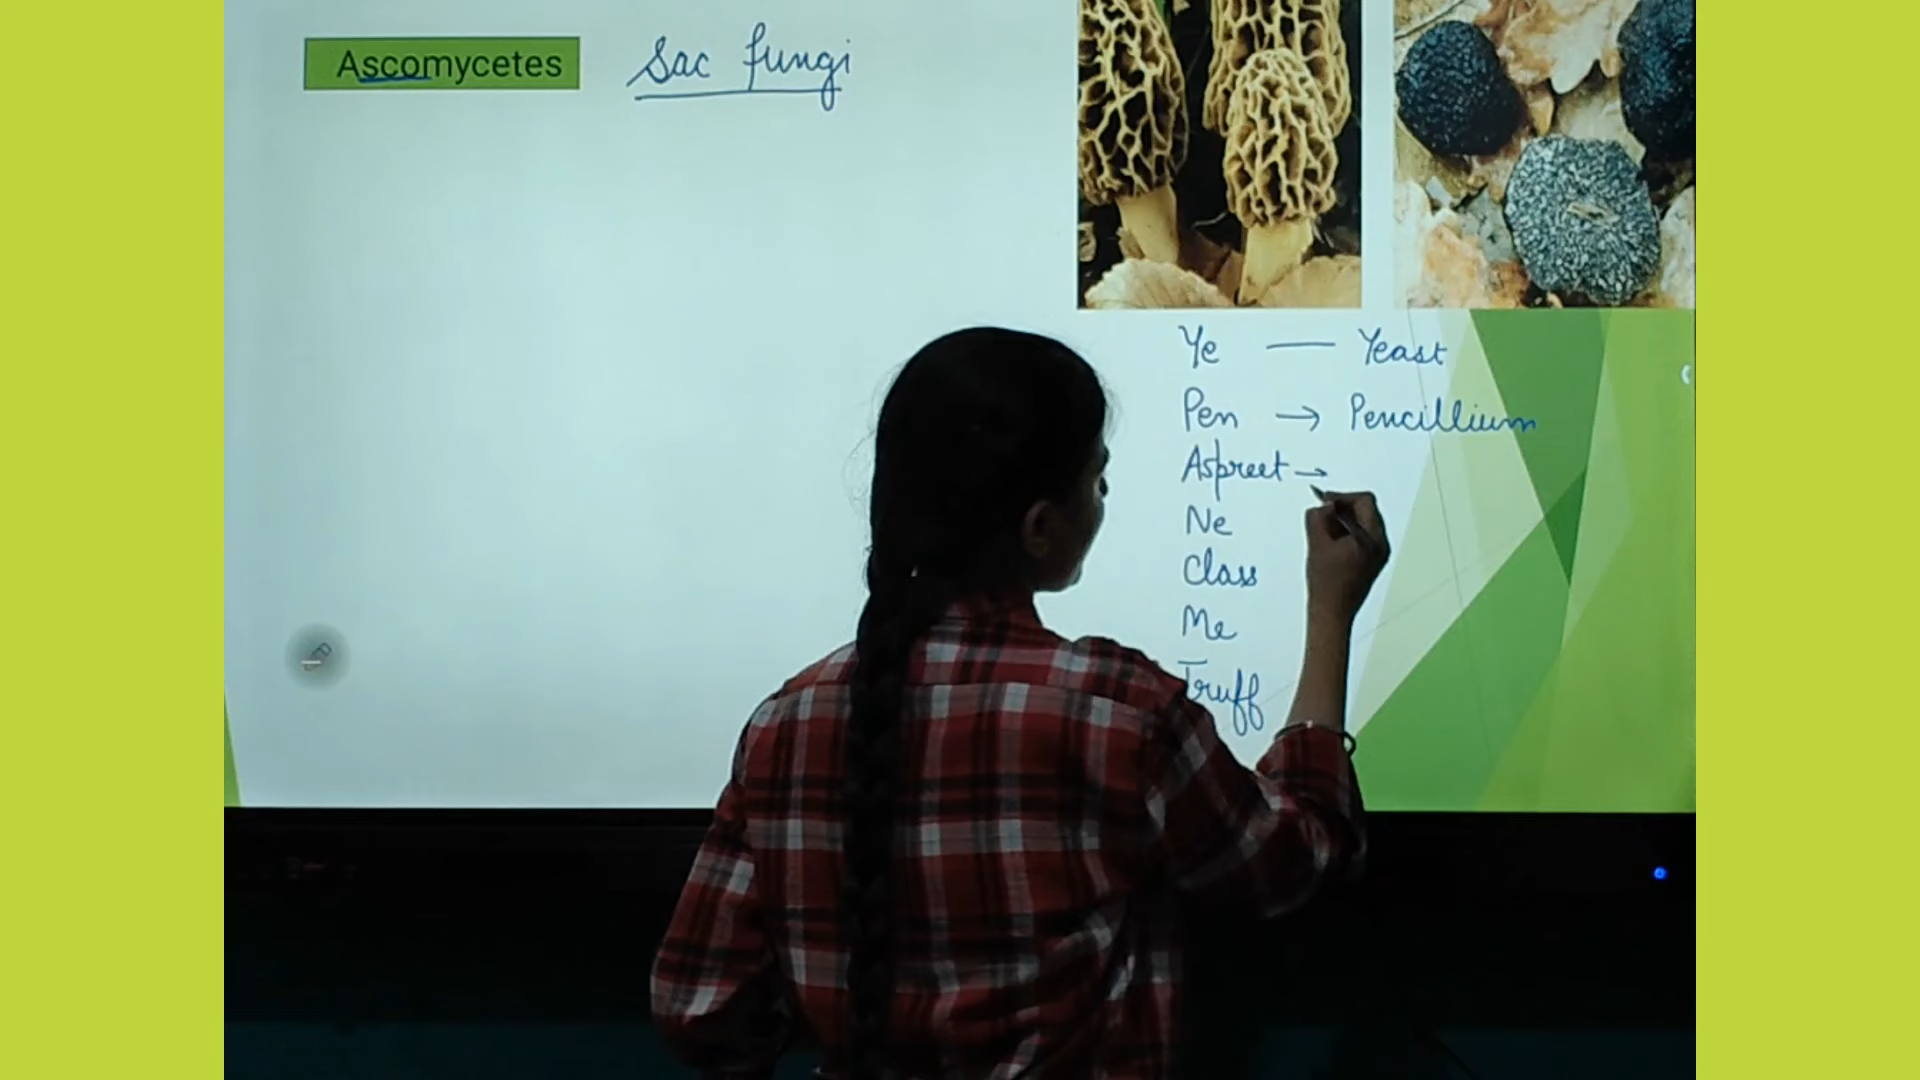 Ascomycetes Sac fungi
Ye — Yeast
Pen → Pencillium
Aspreet →
Ne
Class
Me
Truff